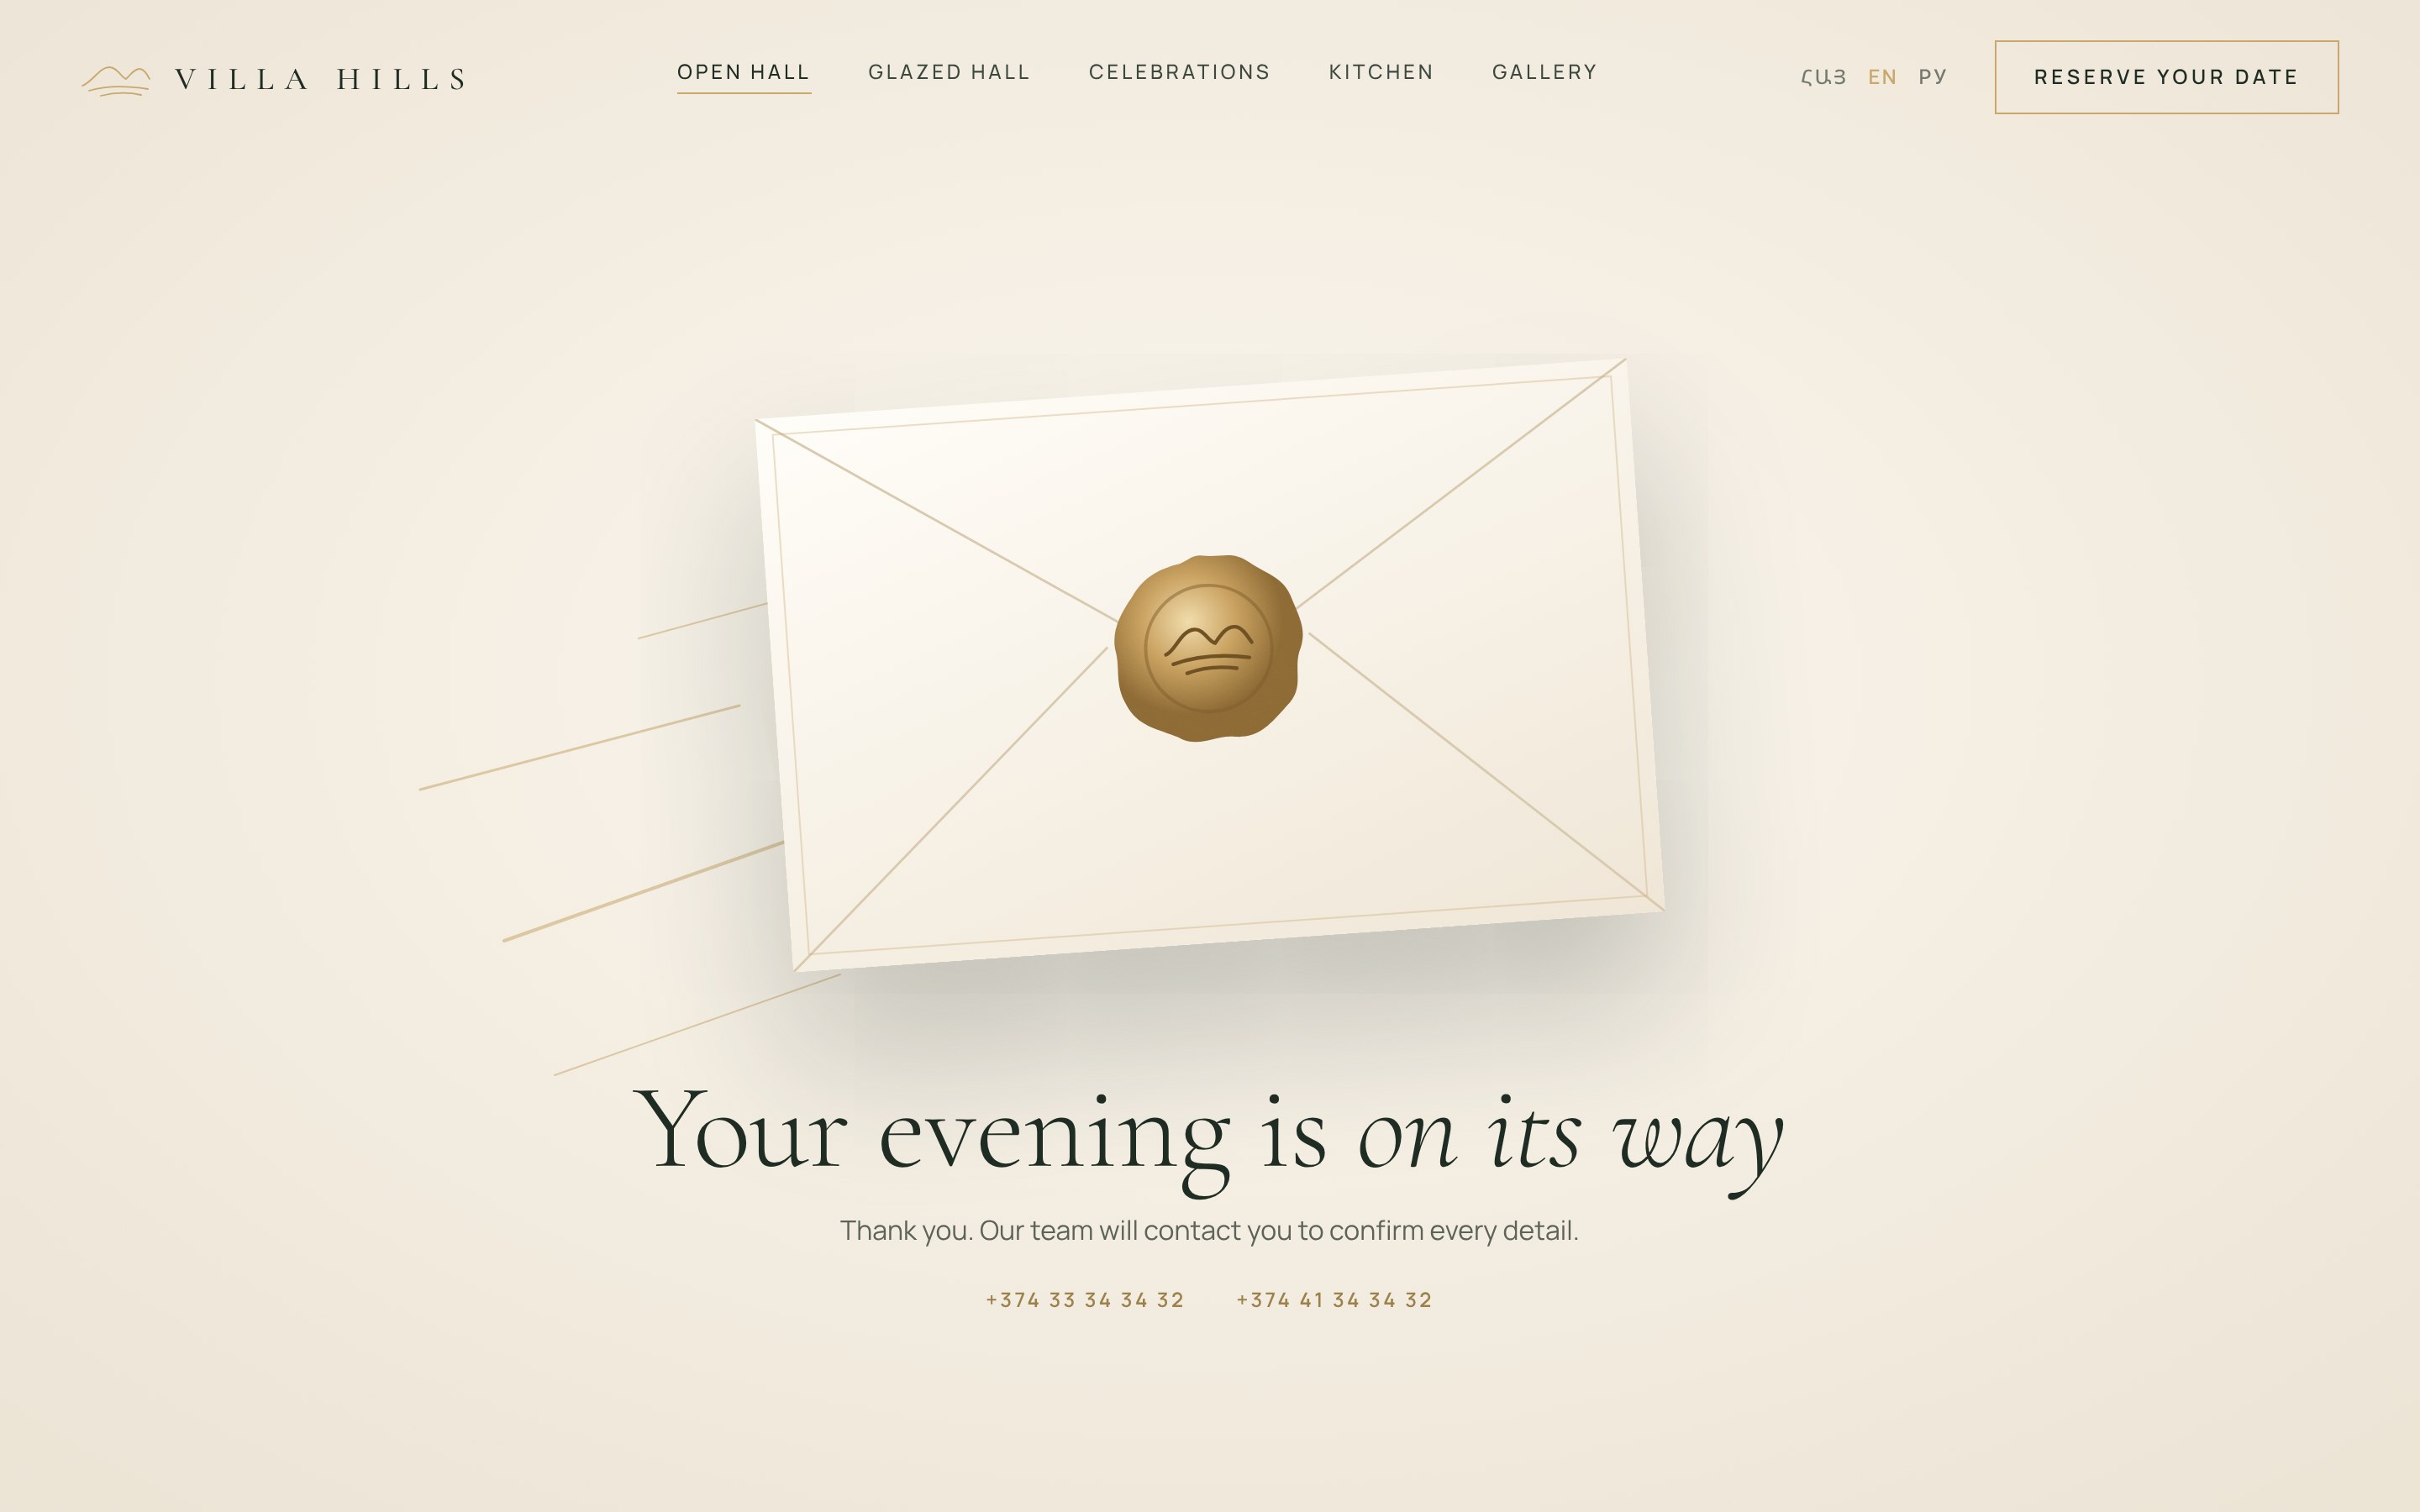 VILLA HILLS
OPEN HALL GLAZED HALL CELEBRATIONS KITCHEN GALLERY
ՀԱՅ EN РУ
RESERVE YOUR DATE
Your evening is on its way
Thank you. Our team will contact you to confirm every detail.
+374 33 34 34 32 +374 41 34 34 32